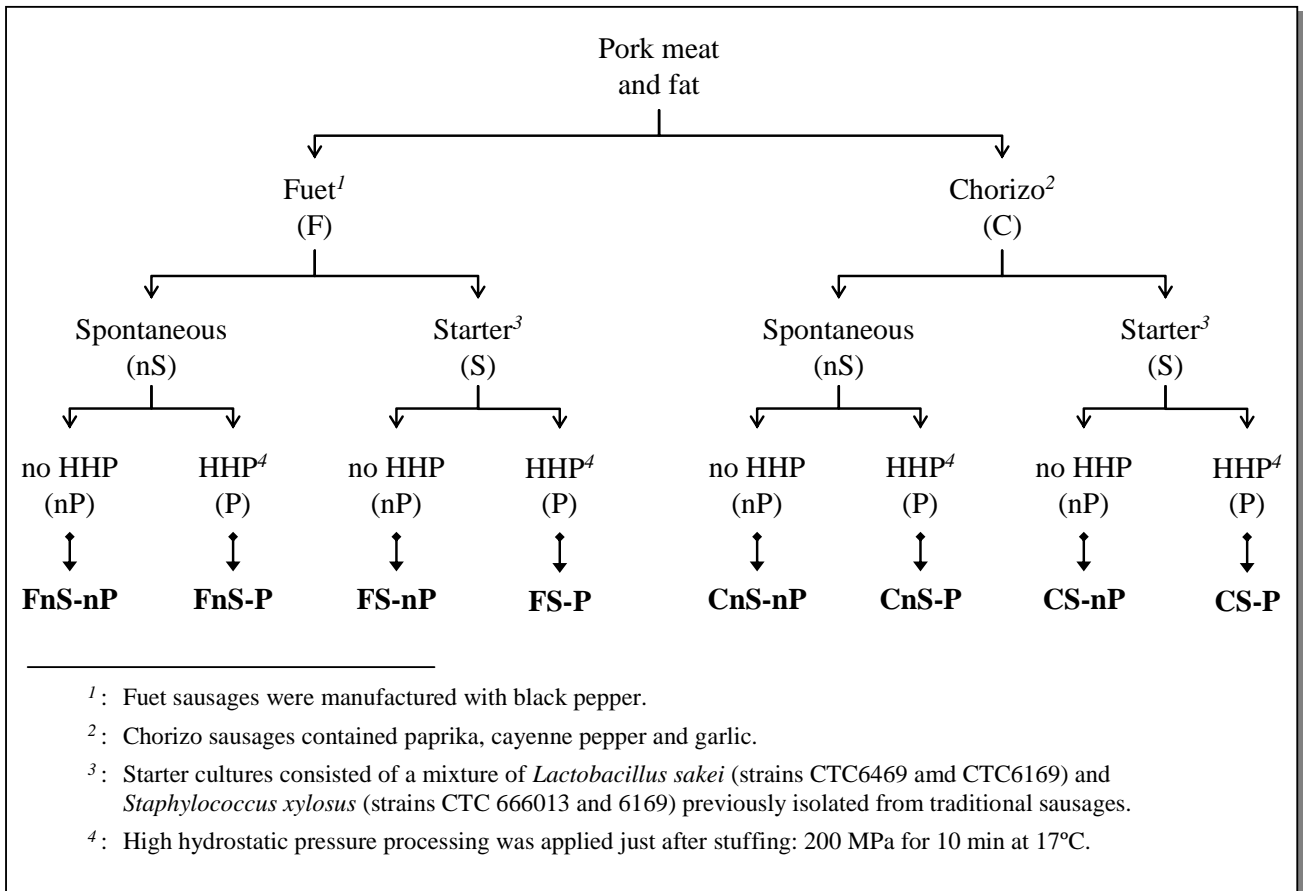 Pork meat
and fat
Fuet1
(F)
Chorizo2
(C)
Spontaneous
(nS)
Starter3
(S)
Spontaneous
(nS)
Starter3
(S)
no HHP
(nP)
HHP4
(P)
no HHP
(nP)
HHP4
(P)
no HHP
(nP)
HHP4
(P)
no HHP
(nP)
HHP4
(P)
FnS-nP
FnS-P
FS-nP
FS-P
CnS-nP
CnS-P
CS-nP
CS-P
1: Fuet sausages were manufactured with black pepper.
2: Chorizo sausages contained paprika, cayenne pepper and garlic.
3: Starter cultures consisted of a mixture of Lactobacillus sakei (strains CTC6469 amd CTC6169) and
Staphylococcus xylosus (strains CTC 666013 and 6169) previously isolated from traditional sausages.
4: High hydrostatic pressure processing was applied just after stuffing: 200 MPa for 10 min at 17ºC.